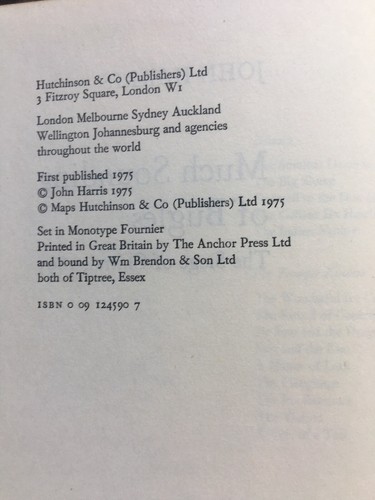 Hutchinson & Co (Publishers) Ltd
3 Fitzroy Square, London W1
London Melbourne Sydney Auckland
Wellington Johannesburg and agencies
throughout the world
First published 1975
© John Harris 1975
© Maps Hutchinson & Co (Publishers) Ltd 1975
Set in Monotype Fournier
Printed in Great Britain by The Anchor Press Ltd
and bound by Wm Brendon & Son Ltd
both of Tiptree, Essex
ISBN 0 09 124590 7